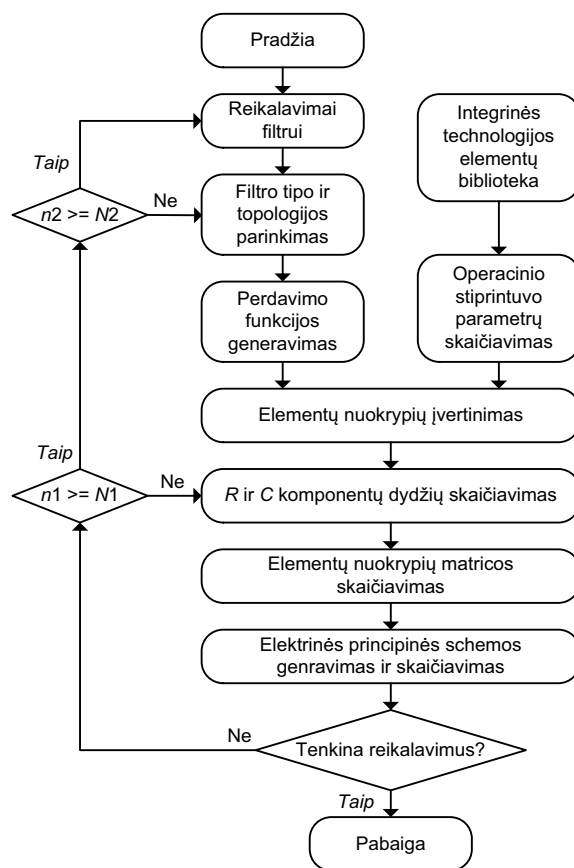 Pradžia
Reikalavimai
filtrui
Integrinės
technologijos
elementų
biblioteka
Taip
n2 >= N2
Ne
Filtro tipo ir
topologijos
parinkimas
Perdavimo
funkcijos
generavimas
Operacinio
stiprintuvo
parametrų
skaičiavimas
Elementų nuokrypių įvertinimas
Taip
n1 >= N1
Ne
R ir C komponentų dydžių skaičiavimas
Elementų nuokrypių matricos
skaičiavimas
Elektrinės principinės schemos
genravimas ir skaičiavimas
Ne
Tenkina reikalavimus?
Taip
Pabaiga